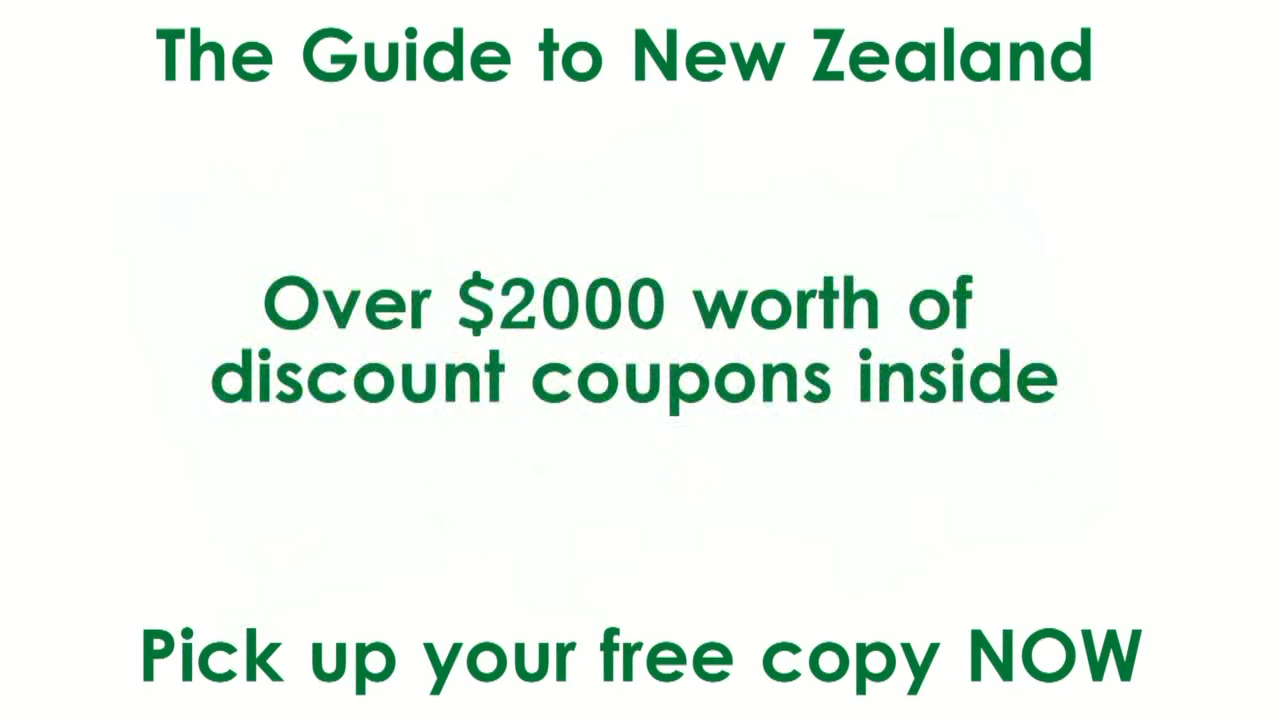 The Guide to New Zealand
Over $2000 worth of
discount coupons inside
Pick up your free copy NOW